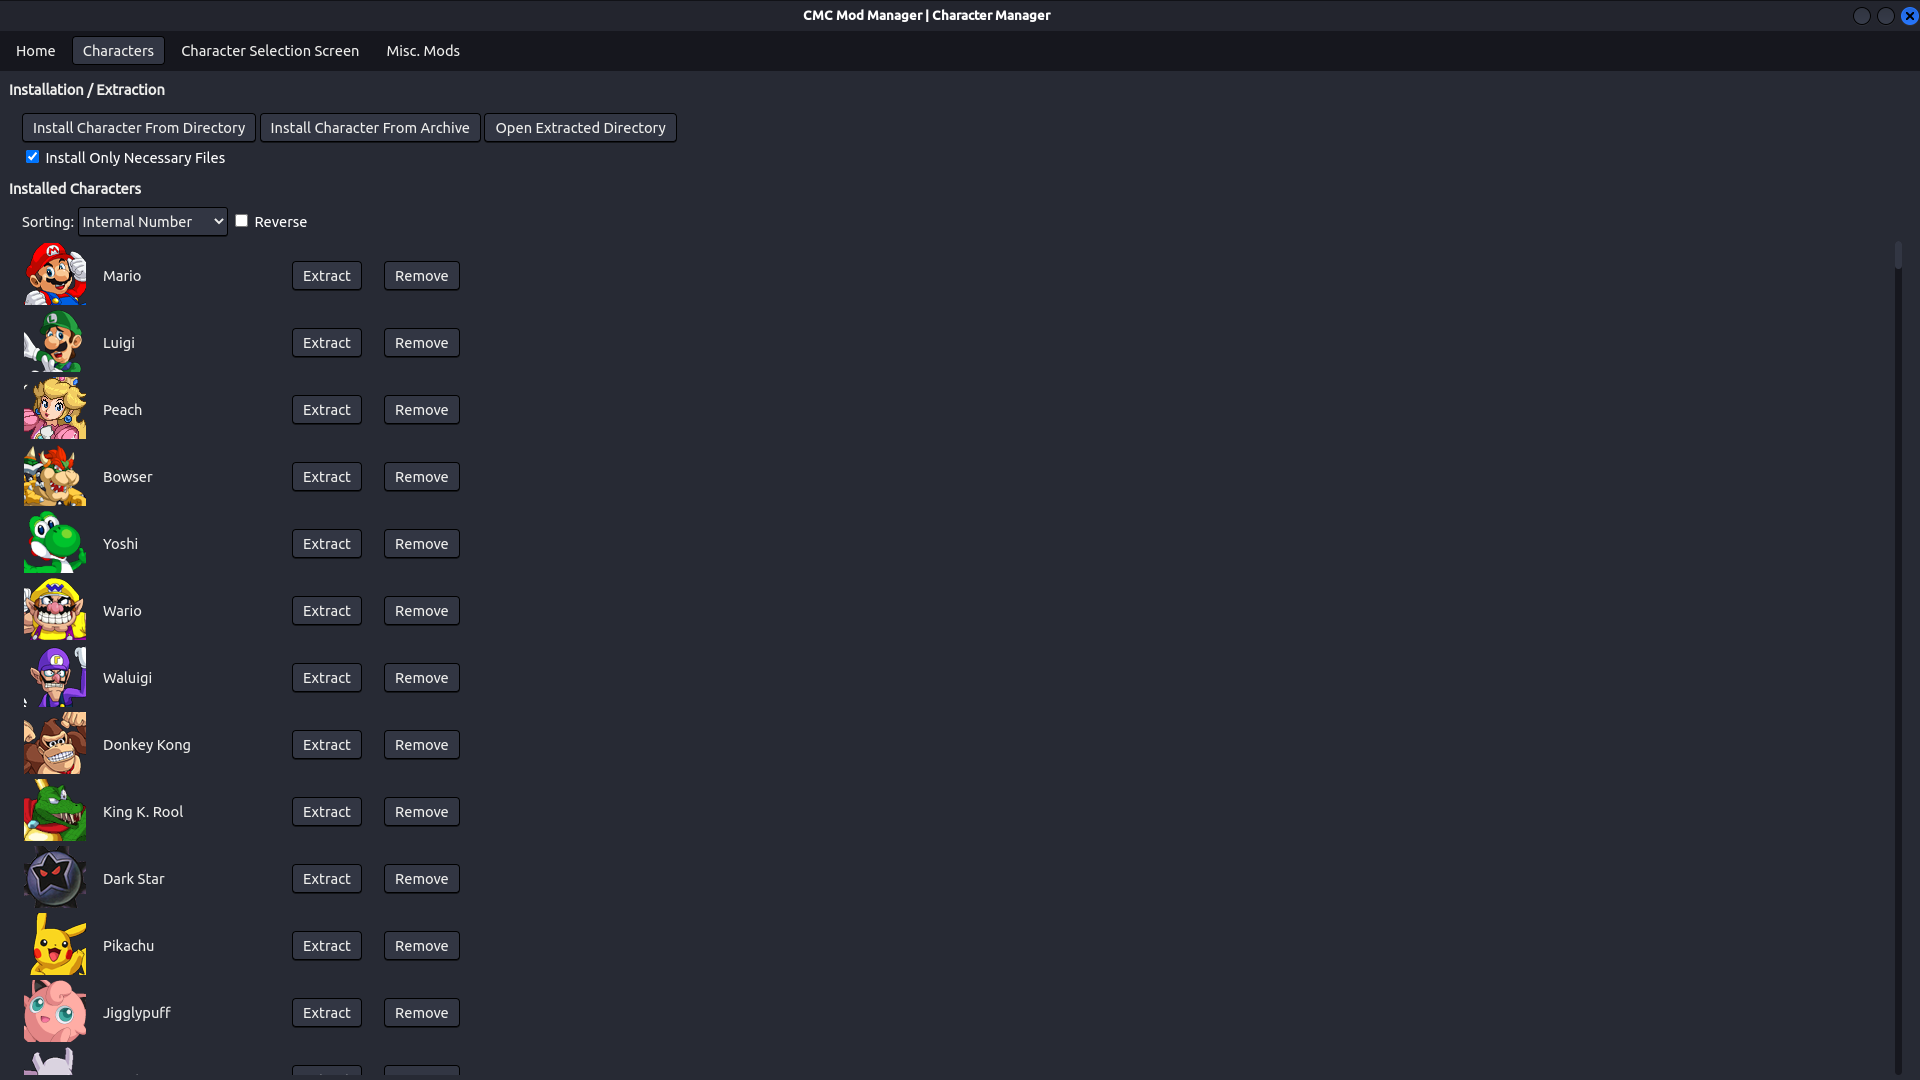 CMC Mod Manager | Character Manager
Home Characters Character Selection Screen Misc. Mods
Installation / Extraction
Install Character From Directory Install Character From Archive Open Extracted Directory
Install Only Necessary Files
Installed Characters
Sorting: Internal Number Reverse
Mario Extract Remove
Luigi Extract Remove
Peach Extract Remove
Bowser Extract Remove
Yoshi Extract Remove
Wario Extract Remove
Waluigi Extract Remove
Donkey Kong Extract Remove
King K. Rool Extract Remove
Dark Star Extract Remove
Pikachu Extract Remove
Jigglypuff Extract Remove